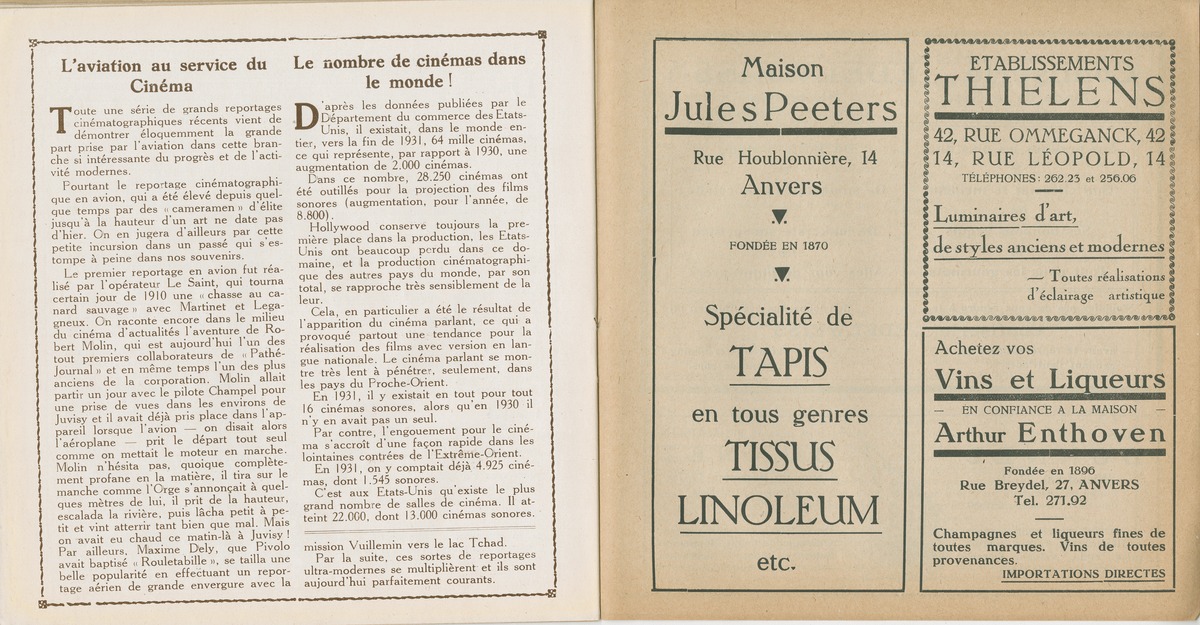 L'aviation au service du
Cinéma
Toute une série de grands reportages
cinématographiques récents vient de
démontrer éloquemment la grande
part prise par l'aviation dans cette bran-
che si intéressante du progrès et de l'acti-
vité modernes.
Pourtant le reportage cinématographi-
que en avion, qui a été élevé depuis quel-
que temps par des « cameramen » d'élite
jusqu'à la hauteur d'un art ne date pas
d'hier. On en jugera d'ailleurs par cette
petite incursion dans un passé qui s'es-
tompe à peine dans nos souvenirs.
Le premier reportage en avion fut réa-
lisé par l'opérateur Le Saint, qui tourna
certain jour de 1910 une « chasse au ca-
nard sauvage » avec Martinet et Lega-
gneux. On raconte encore dans le milieu
du cinéma d'actualités l'aventure de Ro-
bert Molin, qui est aujourd'hui l'un des
tout premiers collaborateurs de « Pathé-
Journal » et en même temps l'un des plus
anciens de la corporation. Molin allait
partir un jour avec le pilote Champel pour
une prise de vues dans les environs de
Juvisy et il avait déjà pris place dans l'ap-
pareil lorsque l'avion — on disait alors
l'aéroplane — prit le départ tout seul
comme on mettait le moteur en marche.
Molin n'hésita pas, quoique complète-
ment profane en la matière, il tira sur le
manche comme l'Orge s'annonçait à quel-
ques mètres de lui, il prit de la hauteur,
escalada la rivière, puis lâcha petit à pe-
tit et vint atterrir tant bien que mal. Mais
on avait eu chaud ce matin-là à Juvisy !
Par ailleurs, Maxime Dely, que Pivolo
avait baptisé « Rouletabille », se tailla une
belle popularité en effectuant un repor-
tage aérien de grande envergure avec la
Le nombre de cinémas dans
le monde !
D'après les données publiées par le
Département du commerce des Etats-
Unis, il existait, dans le monde en-
tier, vers la fin de 1931, 64 mille cinémas,
ce qui représente, par rapport à 1930, une
augmentation de 2.000 cinémas.
Dans ce nombre, 28.250 cinémas ont
été outillés pour la projection des films
sonores (augmentation, pour l'année, de
8.800).
Hollywood conserve toujours la pre-
mière place dans la production, les Etats-
Unis ont beaucoup perdu dans ce do-
maine, et la production cinématographi-
que des autres pays du monde, par son
total, se rapproche très sensiblement de la
leur.
Cela, en particulier a été le résultat de
l'apparition du cinéma parlant, ce qui a
provoqué partout une tendance pour la
réalisation des films avec version en lan-
gue nationale. Le cinéma parlant se mon-
tre très lent à pénétrer, seulement, dans
les pays du Proche-Orient.
En 1931, il y existait en tout pour tout
16 cinémas sonores, alors qu'en 1930 il
n'y en avait pas un seul.
Par contre, l'engouement pour le ciné-
ma s'accroît d'une façon rapide dans les
lointaines contrées de l'Extrême-Orient.
En 1931, on y comptait déjà 4.925 ciné-
mas, dont 1.545 sonores.
C'est aux Etats-Unis qu'existe le plus
grand nombre de salles de cinéma. Il at-
teint 22.000, dont 13.000 cinémas sonores.
mission Vuillemin vers le lac Tchad.
Par la suite, ces sortes de reportages
ultra-modernes se multiplièrent et ils sont
aujourd'hui parfaitement courants.
Maison
Jules Peeters
Rue Houblonnière, 14
Anvers
FONDÉE EN 1870
Spécialité de
TAPIS
en tous genres
TISSUS
LINOLEUM
etc.
ETABLISSEMENTS
THIELENS
42, RUE OMMEGANCK, 42
14, RUE LÉOPOLD, 14
TÉLÉPHONES : 262.23 et 256.06
Luminaires d'art,
de styles anciens et modernes
— Toutes réalisations
d'éclairage artistique
Achetez vos
Vins et Liqueurs
— EN CONFIANCE A LA MAISON —
Arthur Enthoven
Fondée en 1896
Rue Breydel, 27, ANVERS
Tel. 271.92
Champagnes et liqueurs fines de
toutes marques. Vins de toutes
provenances.
IMPORTATIONS DIRECTES